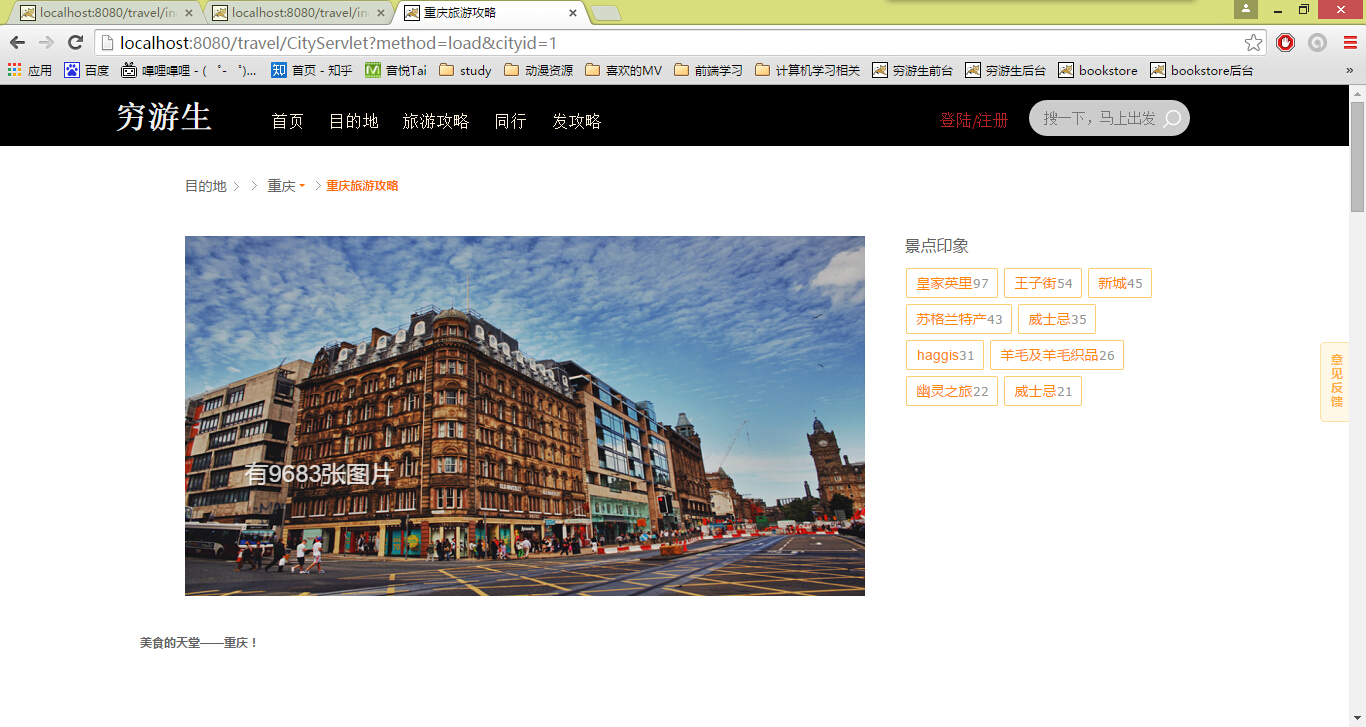 localhost:8080/travel/in
localhost:8080/travel/in
重庆旅游攻略
localhost:8080/travel/CityServlet?method=load&cityid=1
应用 百度 嗶哩嗶哩 - ( ゜- ゜)... 首页 - 知乎 音悦Tai study 动漫资源 喜欢的MV 前端学习 计算机学习相关 穷游生前台 穷游生后台 bookstore bookstore后台 »
穷游生 首页 目的地 旅游攻略 同行 发攻略 登陆/注册 搜一下，马上出发
目的地 > > 重庆 > 重庆旅游攻略
有9683张图片
景点印象
皇家英里97 王子街54 新城45
苏格兰特产43 威士忌35
haggis31 羊毛及羊毛织品26
幽灵之旅22 威士忌21
意见反馈
美食的天堂——重庆！